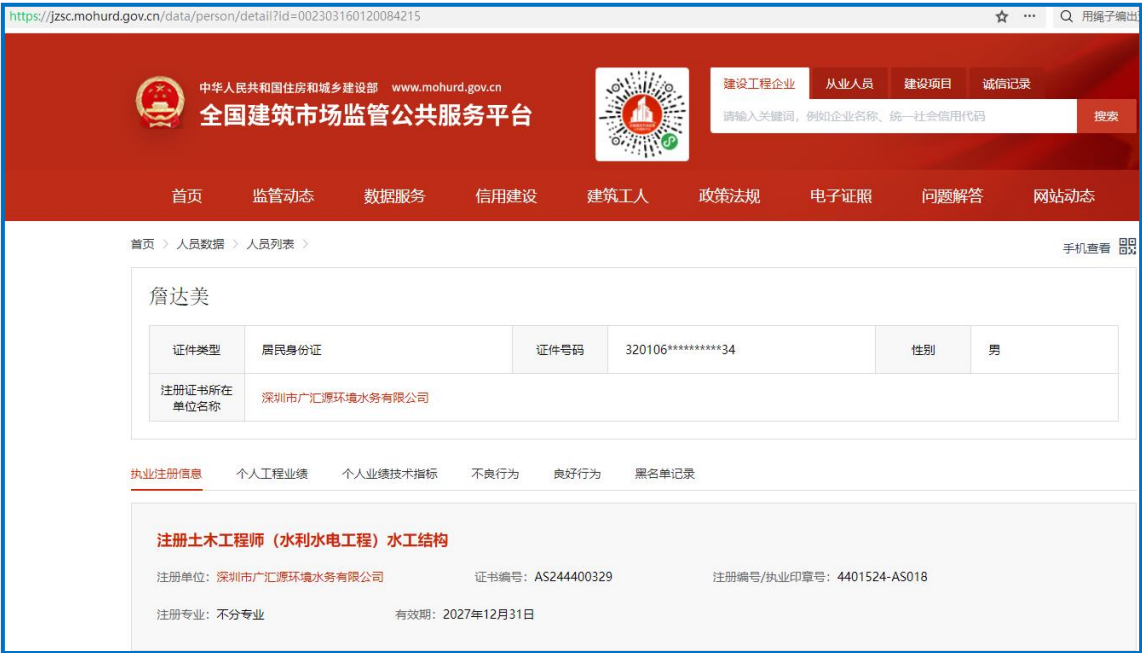 https://jzsc.mohurd.gov.cn/data/person/detail?id=002303160120084215
用绳子编出
中华人民共和国住房和城乡建设部 www.mohurd.gov.cn
全国建筑市场监管公共服务平台
建设工程企业 从业人员 建设项目 诚信记录
请输入关键词，例如企业名称、统一社会信用代码 搜索
首页 监管动态 数据服务 信用建设 建筑工人 政策法规 电子证照 问题解答 网站动态
首页 > 人员数据 > 人员列表 >
手机查看
詹达美
证件类型 居民身份证 证件号码 320106**********34 性别 男
注册证书所在
单位名称
深圳市广汇源环境水务有限公司
执业注册信息 个人工程业绩 个人业绩技术指标 不良行为 良好行为 黑名单记录
注册土木工程师（水利水电工程）水工结构
注册单位：深圳市广汇源环境水务有限公司 证书编号：AS244400329 注册编号/执业印章号：4401524-AS018
注册专业：不分专业 有效期：2027年12月31日